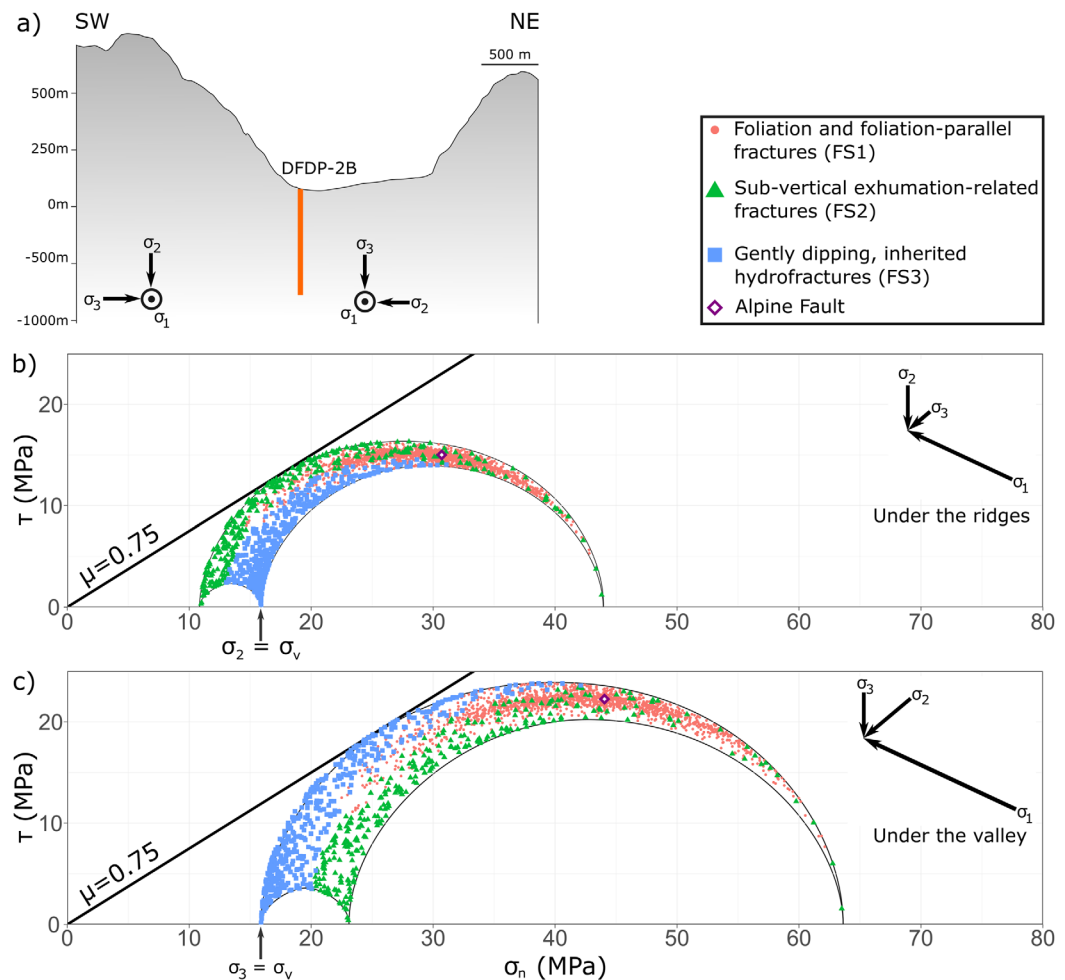 a)
SW
NE
500 m
500m
250m
0m
-500m
-1000m
DFDP-2B
σ2
σ3
σ1
σ3
σ2
σ1
Foliation and foliation-parallel
fractures (FS1)
Sub-vertical exhumation-related
fractures (FS2)
Gently dipping, inherited
hydrofractures (FS3)
Alpine Fault
b)
τ (MPa)
20
10
0
μ=0.75
σ2
σ3
σ1
Under the ridges
0
10
20
30
40
50
60
70
80
σ2 = σv
c)
τ (MPa)
20
10
0
μ=0.75
σ3
σ2
σ1
Under the valley
0
10
20
30
40
50
60
70
80
σ3 = σv
σn (MPa)